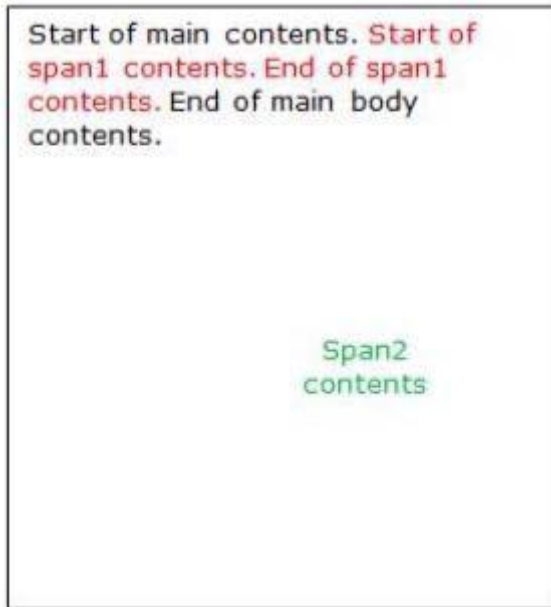 Start of main contents. Start of
span1 contents. End of span1
contents. End of main body
contents.
Span2
contents